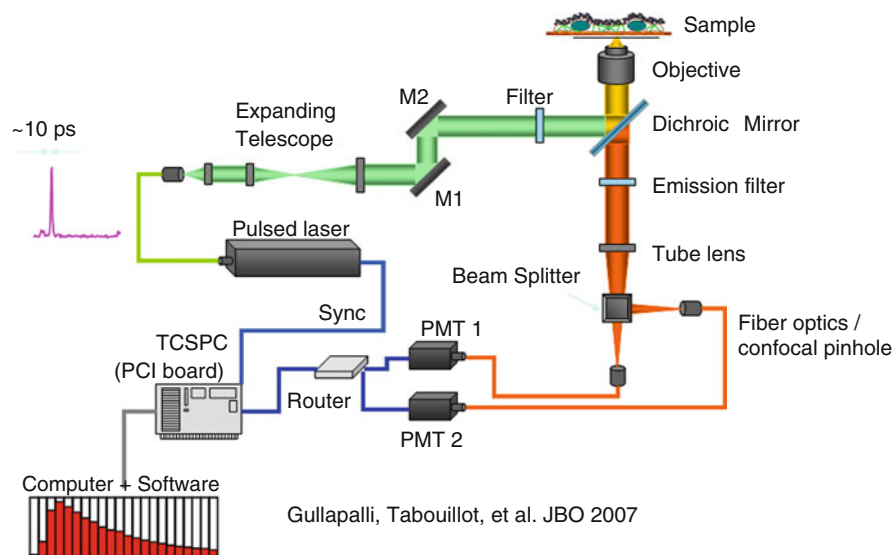 Sample
Objective
M2
Filter
Expanding
Telescope
~10 ps
Dichroic Mirror
M1
Emission filter
Pulsed laser
Tube lens
Beam Splitter
Sync
PMT 1
Fiber optics /
confocal pinhole
TCSPC
(PCI board)
Router
PMT 2
Computer + Software
Gullapalli, Tabouillot, et al. JBO 2007